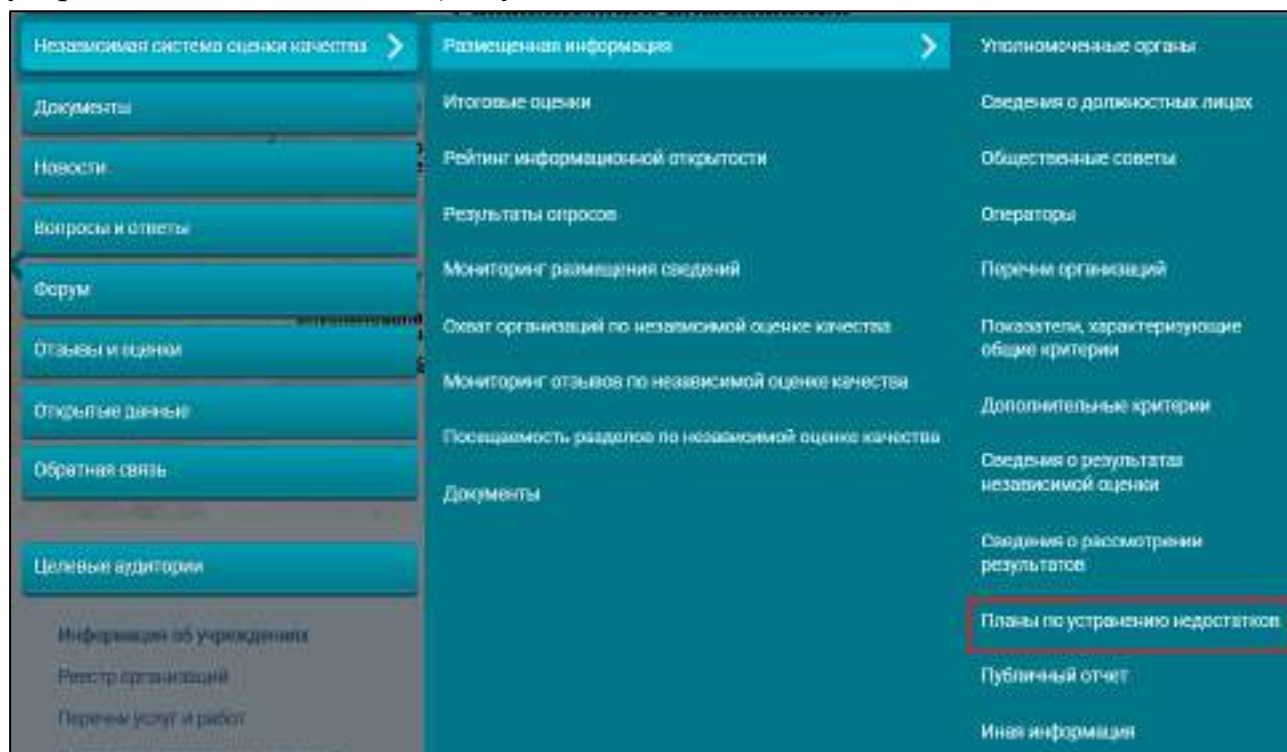 Независимая система оценки качества
Документы
Новости
Вопросы и ответы
Форум
Отзывы и оценки
Открытые данные
Обратная связь
Целевые аудитории
Информация об учреждениях
Реестр организаций
Перечни услуг и работ
Размещенная информация
Итоговые оценки
Рейтинг информационной открытости
Результаты опросов
Мониторинг размещения сведений
Охват организаций по независимой оценке качества
Мониторинг отзывов по независимой оценке качества
Посещаемость разделов по независимой оценке качества
Документы
Уполномоченные органы
Сведения о должностных лицах
Общественные советы
Операторы
Перечни организаций
Показатели, характеризующие
общие критерии
Дополнительные критерии
Сведения о результатах
независимой оценки
Сведения о рассмотрении
результатов
Планы по устранению недостатков
Публичный отчет
Иная информация